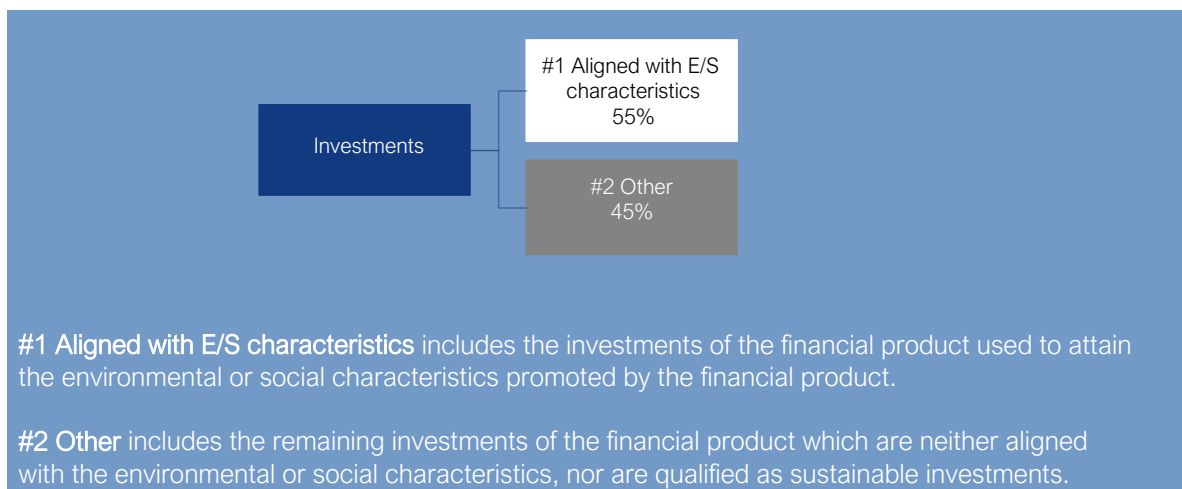 #1 Aligned with E/S
characteristics
55%
Investments
#2 Other
45%
#1 Aligned with E/S characteristics includes the investments of the financial product used to attain
the environmental or social characteristics promoted by the financial product.
#2 Other includes the remaining investments of the financial product which are neither aligned
with the environmental or social characteristics, nor are qualified as sustainable investments.